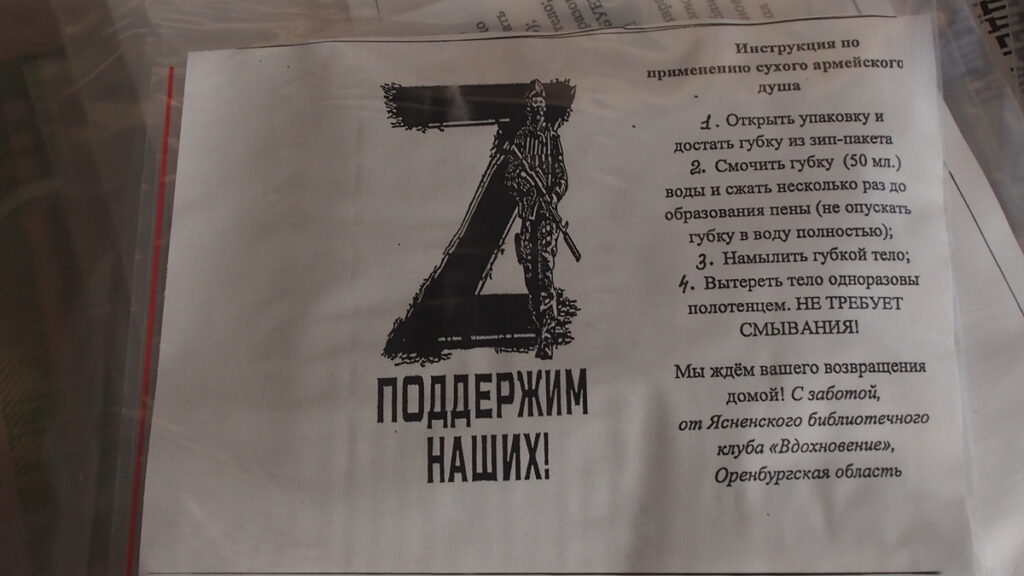 Z
ПОДДЕРЖИМ
НАШИХ!
Инструкция по
применению сухого армейского
душа
1. Открыть упаковку и
достать губку из зип-пакета
2. Смочить губку (50 мл.)
воды и сжать несколько раз до
образования пены (не опускать
губку в воду полностью);
3. Намылить губкой тело;
4. Вытереть тело одноразовы
полотенцем. НЕ ТРЕБУЕТ
СМЫВАНИЯ!
Мы ждём вашего возвращения
домой! С заботой,
от Ясненского библиотечного
клуба «Вдохновение»,
Оренбургская область